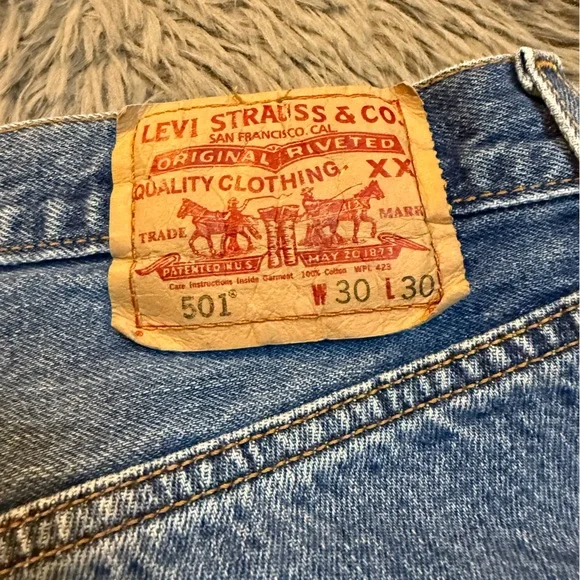 LEVI STRAUSS & CO.
SAN FRANCISCO, CAL.
ORIGINAL RIVETED
QUALITY CLOTHING. XX
TRADE MARK
PATENTED IN U.S. MAY 20 1873
Care Instructions Inside Garment 100% Cotton WPL 423
501® W 30 L 30